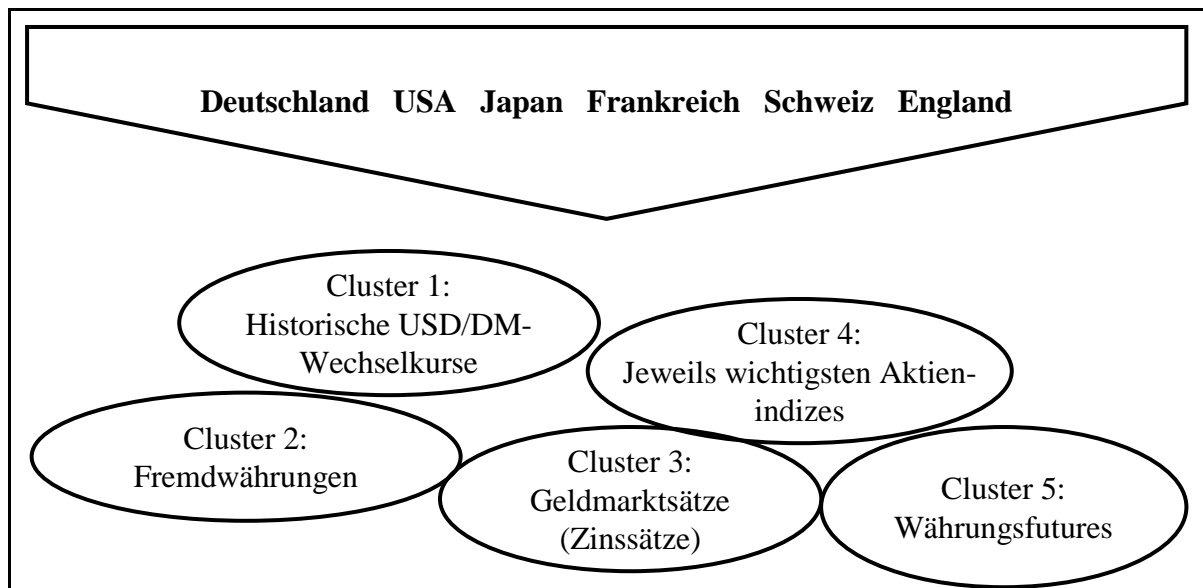 Deutschland USA Japan Frankreich Schweiz England
Cluster 1:
Historische USD/DM-
Wechselkurse
Cluster 4:
Jeweils wichtigsten Aktien-
indizes
Cluster 2:
Fremdwährungen
Cluster 3:
Geldmarktsätze
(Zinssätze)
Cluster 5:
Währungsfutures